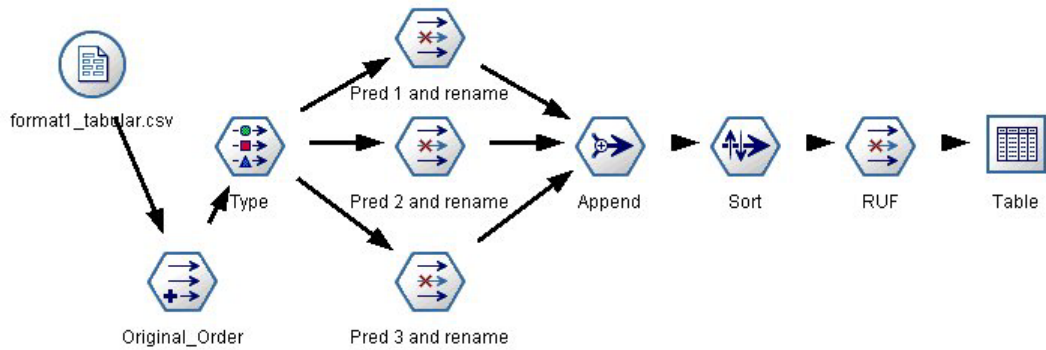 Pred 1 and rename
format1_tabular.csv
Type
Pred 2 and rename
Append
Sort
RUF
Table
Original_Order
Pred 3 and rename